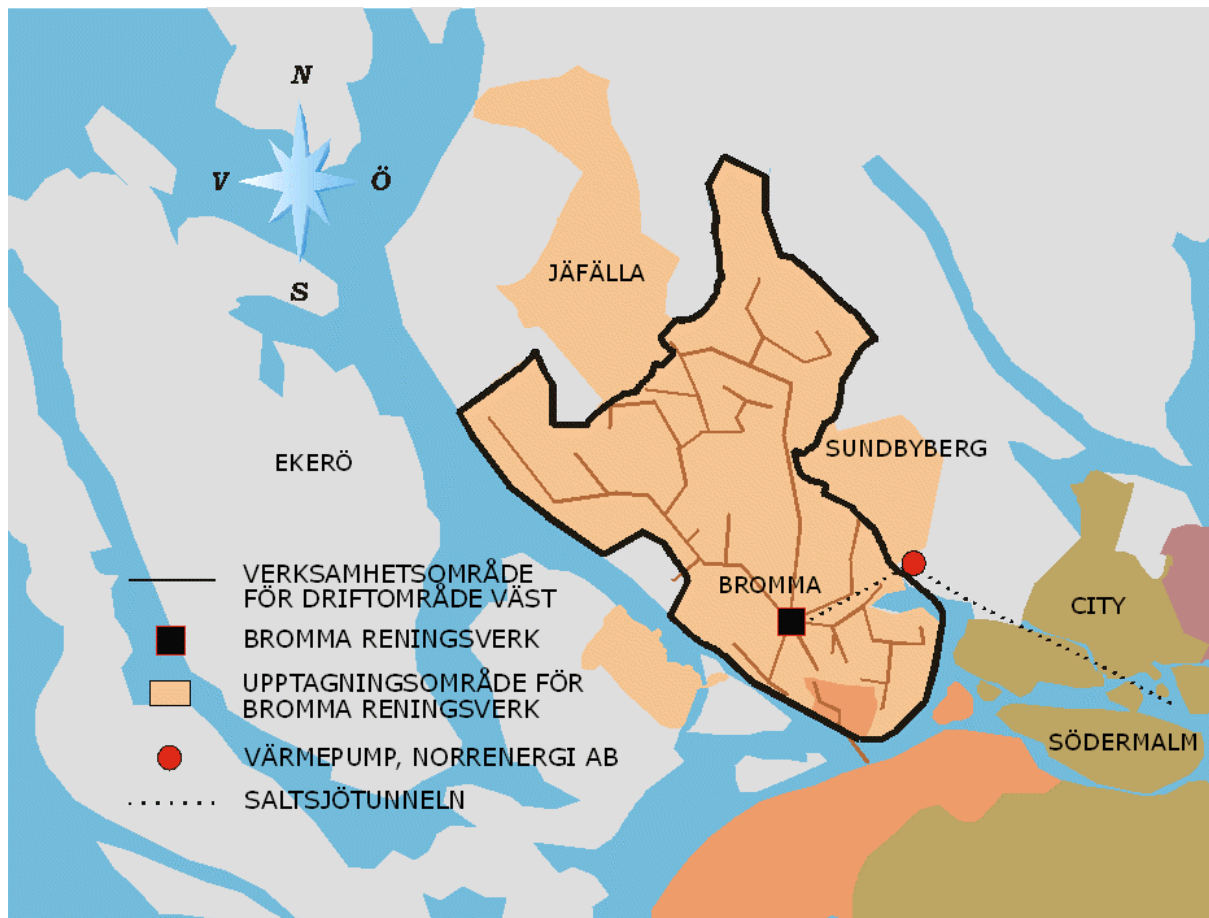 N
V
Ö
S
JÄFÄLLA
EKERÖ
SUNDBYBERG
BROMMA
CITY
SÖDERMALM
VERKSAMHETSOMRÅDE
FÖR DRIFTOMRÅDE VÄST
BROMMA RENINGSVERK
UPPTAGNINGSOMRÅDE FÖR
BROMMA RENINGSVERK
VÄRMEPUMP, NORRENERGI AB
SALTSJÖTUNNELN